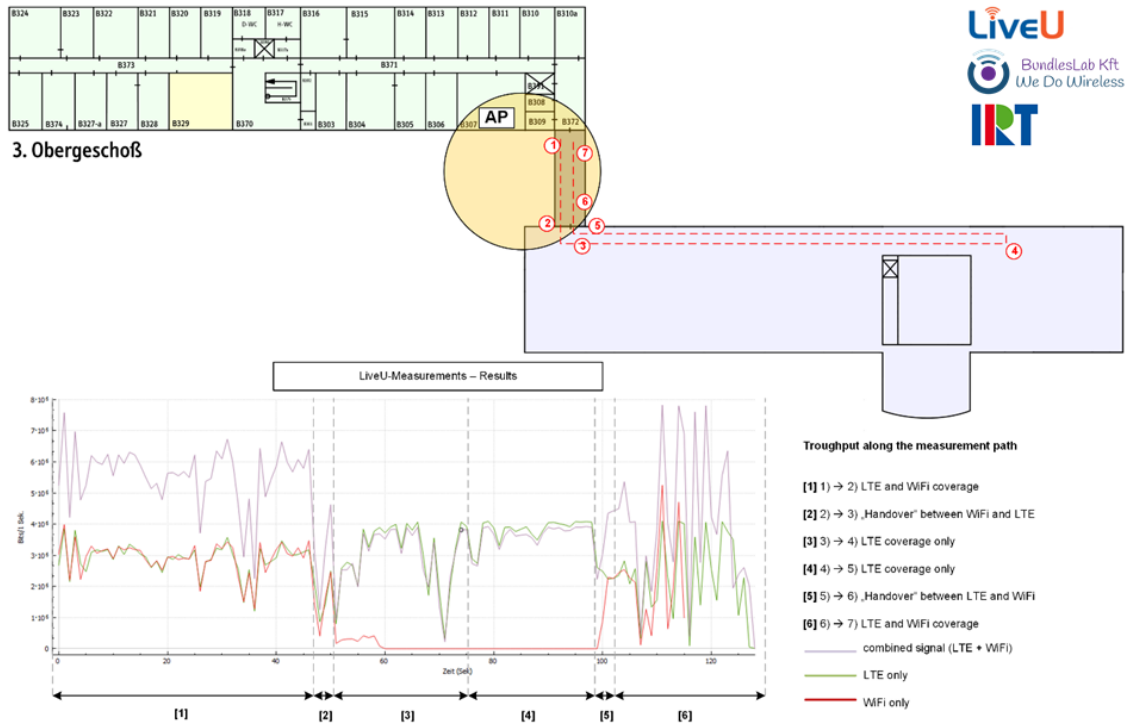 B324 B323 B322 B321 B320 B319 B318 B317 B316 B315 B314 B313 B312 B311 B310 B310a
D-WC H-WC
B373 B371
B391
B308
B325 B374 B327-a B327 B328 B329 B370 B303 B304 B305 B306 B307 B309 B372
AP
3. Obergeschoß
LiveU
BundlesLab Kft
We Do Wireless
IRT
1
7
6
2
5
3
4
LiveU-Measurements – Results
8·10⁶
7·10⁶
6·10⁶
5·10⁶
4·10⁶
3·10⁶
2·10⁶
1·10⁶
0
Bits/1 Sek.
0 20 40 60 80 100 120
Zeit (Sek)
[1] [2] [3] [4] [5] [6]
Troughput along the measurement path
[1] 1) → 2) LTE and WiFi coverage
[2] 2) → 3) „Handover" between WiFi and LTE
[3] 3) → 4) LTE coverage only
[4] 4) → 5) LTE coverage only
[5] 5) → 6) „Handover" between LTE and WiFi
[6] 6) → 7) LTE and WiFi coverage
combined signal (LTE + WiFi)
LTE only
WiFi only